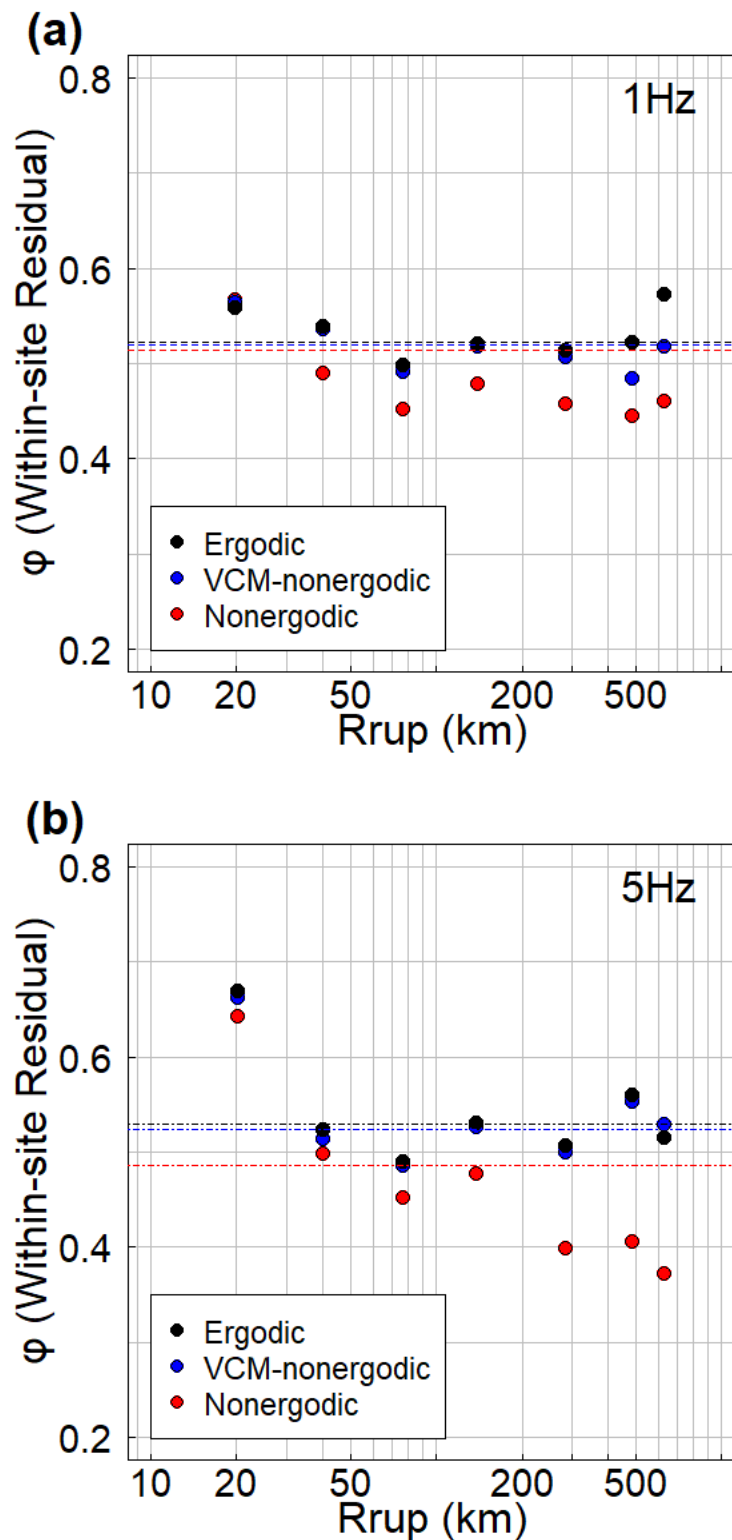 (a)
1Hz
0.8
0.6
0.4
0.2
φ (Within-site Residual)
Ergodic
VCM-nonergodic
Nonergodic
10 20 50 200 500
Rrup (km)
(b)
5Hz
0.8
0.6
0.4
0.2
φ (Within-site Residual)
Ergodic
VCM-nonergodic
Nonergodic
10 20 50 200 500
Rrup (km)